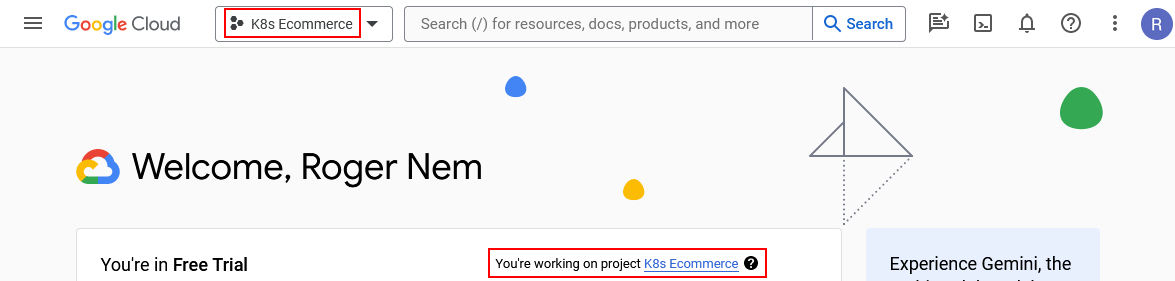 Google Cloud
K8s Ecommerce
Search (/) for resources, docs, products, and more
Search
R
Welcome, Roger Nem
You're in Free Trial
You're working on project K8s Ecommerce
Experience Gemini, the